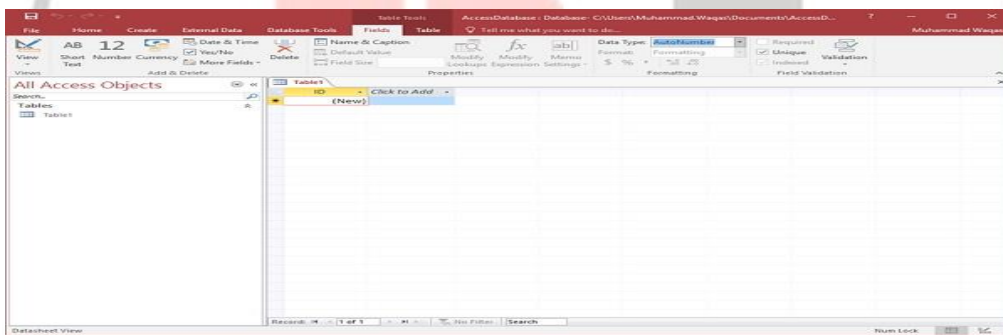 Table Tools AccessDatabase : Database- C:\Users\Muhammad.Waqas\Documents\AccessD... ?
File Home Create External Data Database Tools Fields Table Tell me what you want to do... Muhammad Waqas
View AB Short Text 12 Number Currency Date & Time Yes/No More Fields Delete Name & Caption Default Value Field Size Modify Lookups fx Modify Expression ab Memo Settings Data Type: AutoNumber Format: Formatting $ % Required Unique Indexed Validation
Views Add & Delete Properties Formatting Field Validation
All Access Objects Table1
Search... ID Click to Add
Tables (New)
Table1
Record: 1 of 1 No Filter Search
Datasheet View Num Lock